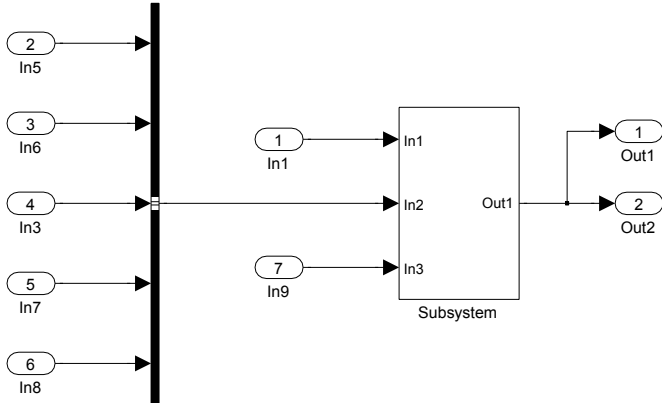 2
In5
3
In6
4
In3
5
In7
6
In8
1
In1
7
In9
In1
In2
In3
Out1
Subsystem
1
Out1
2
Out2